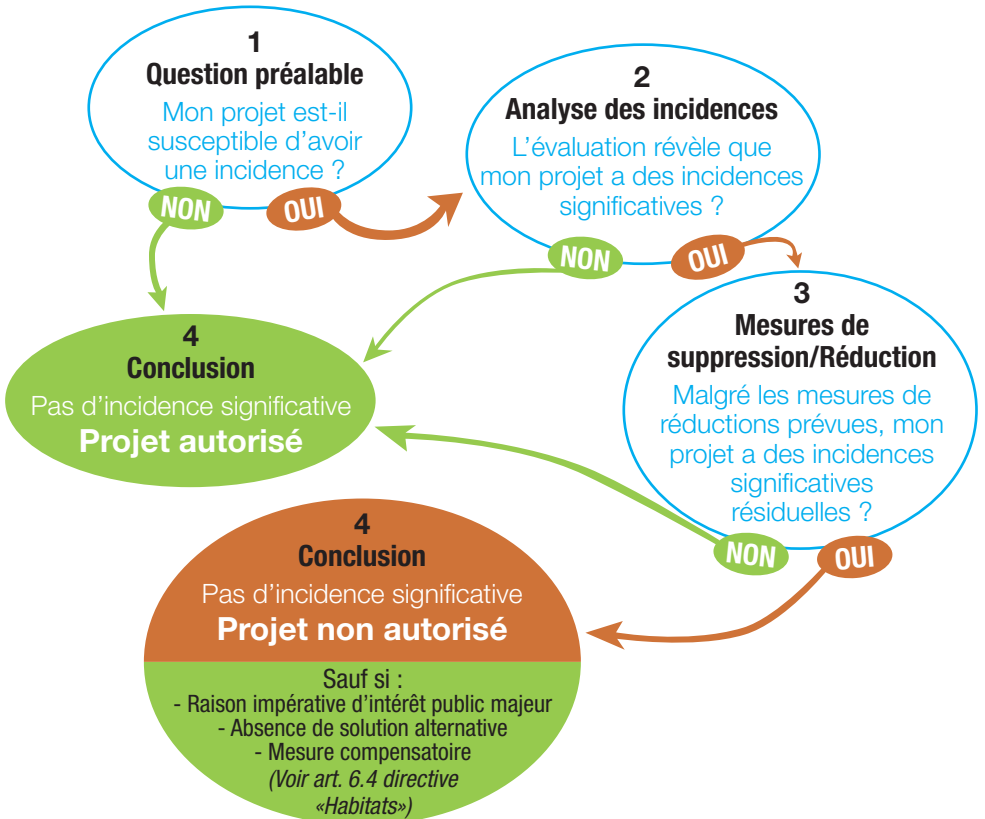 1
Question préalable
Mon projet est-il
susceptible d’avoir
une incidence ?
NON
OUI
2
Analyse des incidences
L’évaluation révèle que
mon projet a des incidences
significatives ?
NON
OUI
3
Mesures de
suppression/Réduction
Malgré les mesures de
réductions prévues, mon
projet a des incidences
significatives
résiduelles ?
NON
OUI
4
Conclusion
Pas d’incidence significative
Projet autorisé
4
Conclusion
Pas d’incidence significative
Projet non autorisé
Sauf si :
- Raison impérative d’intérêt public majeur
- Absence de solution alternative
- Mesure compensatoire
(Voir art. 6.4 directive
«Habitats»)